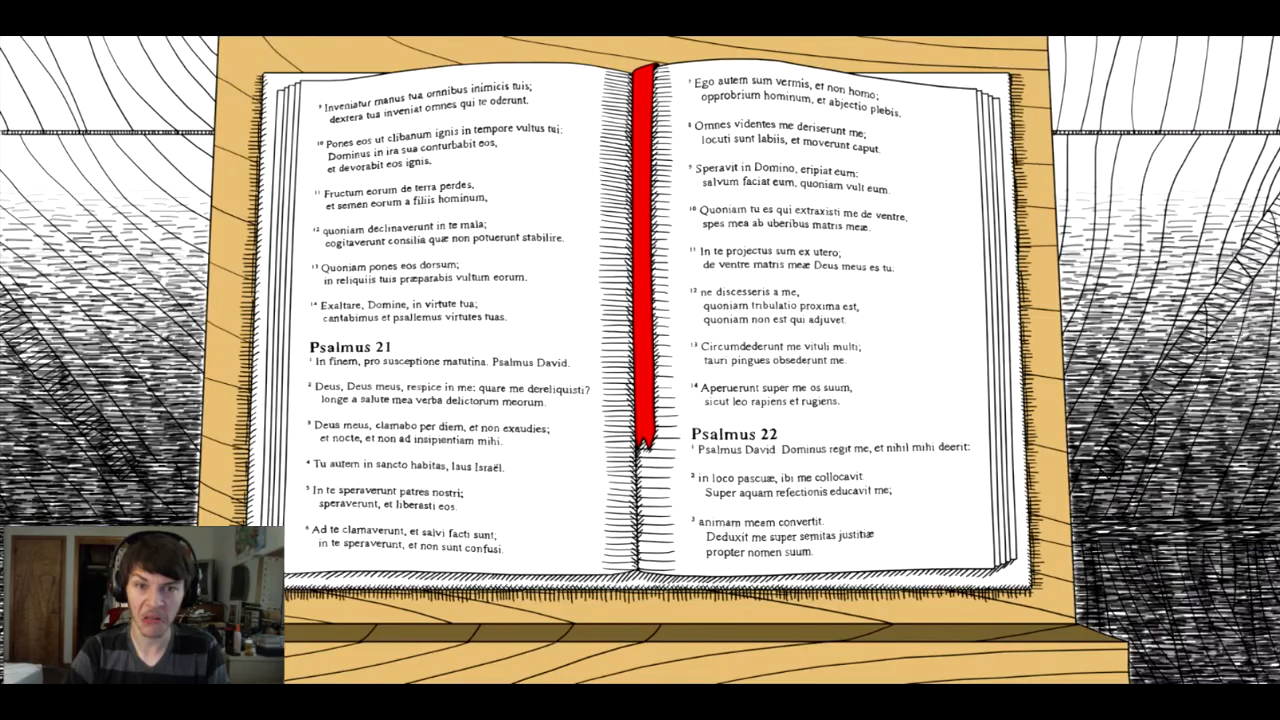 9 Inveniatur manus tua omnibus inimicis tuis;
dextera tua inveniat omnes qui te oderunt.
10 Pones eos ut clibanum ignis in tempore vultus tui:
Dominus in ira sua conturbabit eos,
et devorabit eos ignis.
11 Fructum eorum de terra perdes,
et semen eorum a filiis hominum,
12 quoniam declinaverunt in te mala;
cogitaverunt consilia quæ non potuerunt stabilire.
13 Quoniam pones eos dorsum;
in reliquiis tuis præparabis vultum eorum.
14 Exaltare, Domine, in virtute tua;
cantabimus et psallemus virtutes tuas.
Psalmus 21
1 In finem, pro susceptione matutina. Psalmus David.
2 Deus, Deus meus, respice in me: quare me dereliquisti?
longe a salute mea verba delictorum meorum.
3 Deus meus, clamabo per diem, et non exaudies;
et nocte, et non ad insipientiam mihi.
4 Tu autem in sancto habitas, laus Israël.
5 In te speraverunt patres nostri;
speraverunt, et liberasti eos.
6 Ad te clamaverunt, et salvi facti sunt;
in te speraverunt, et non sunt confusi.
7 Ego autem sum vermis, et non homo;
opprobrium hominum, et abjectio plebis.
8 Omnes videntes me deriserunt me;
locuti sunt labiis, et moverunt caput.
9 Speravit in Domino, eripiat eum:
salvum faciat eum, quoniam vult eum.
10 Quoniam tu es qui extraxisti me de ventre,
spes mea ab uberibus matris meæ.
11 In te projectus sum ex utero;
de ventre matris meæ Deus meus es tu:
12 ne discesseris a me,
quoniam tribulatio proxima est,
quoniam non est qui adjuvet.
13 Circumdederunt me vituli multi;
tauri pingues obsederunt me.
14 Aperuerunt super me os suum,
sicut leo rapiens et rugiens.
Psalmus 22
1 Psalmus David Dominus regit me, et nihil mihi deerit:
2 in loco pascuæ, ibi me collocavit
Super aquam refectionis educavit me;
3 animam meam convertit.
Deduxit me super semitas justitiæ
propter nomen suum.